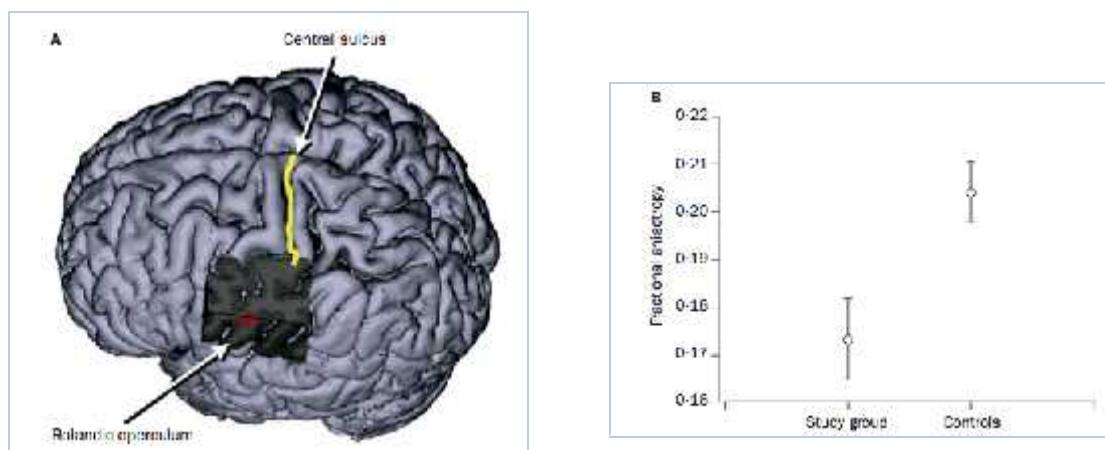 A
Central sulcus
Rolandic operculum
B
Fractional anisotropy
0·22
0·21
0·20
0·19
0·18
0·17
0·16
Study group
Controls